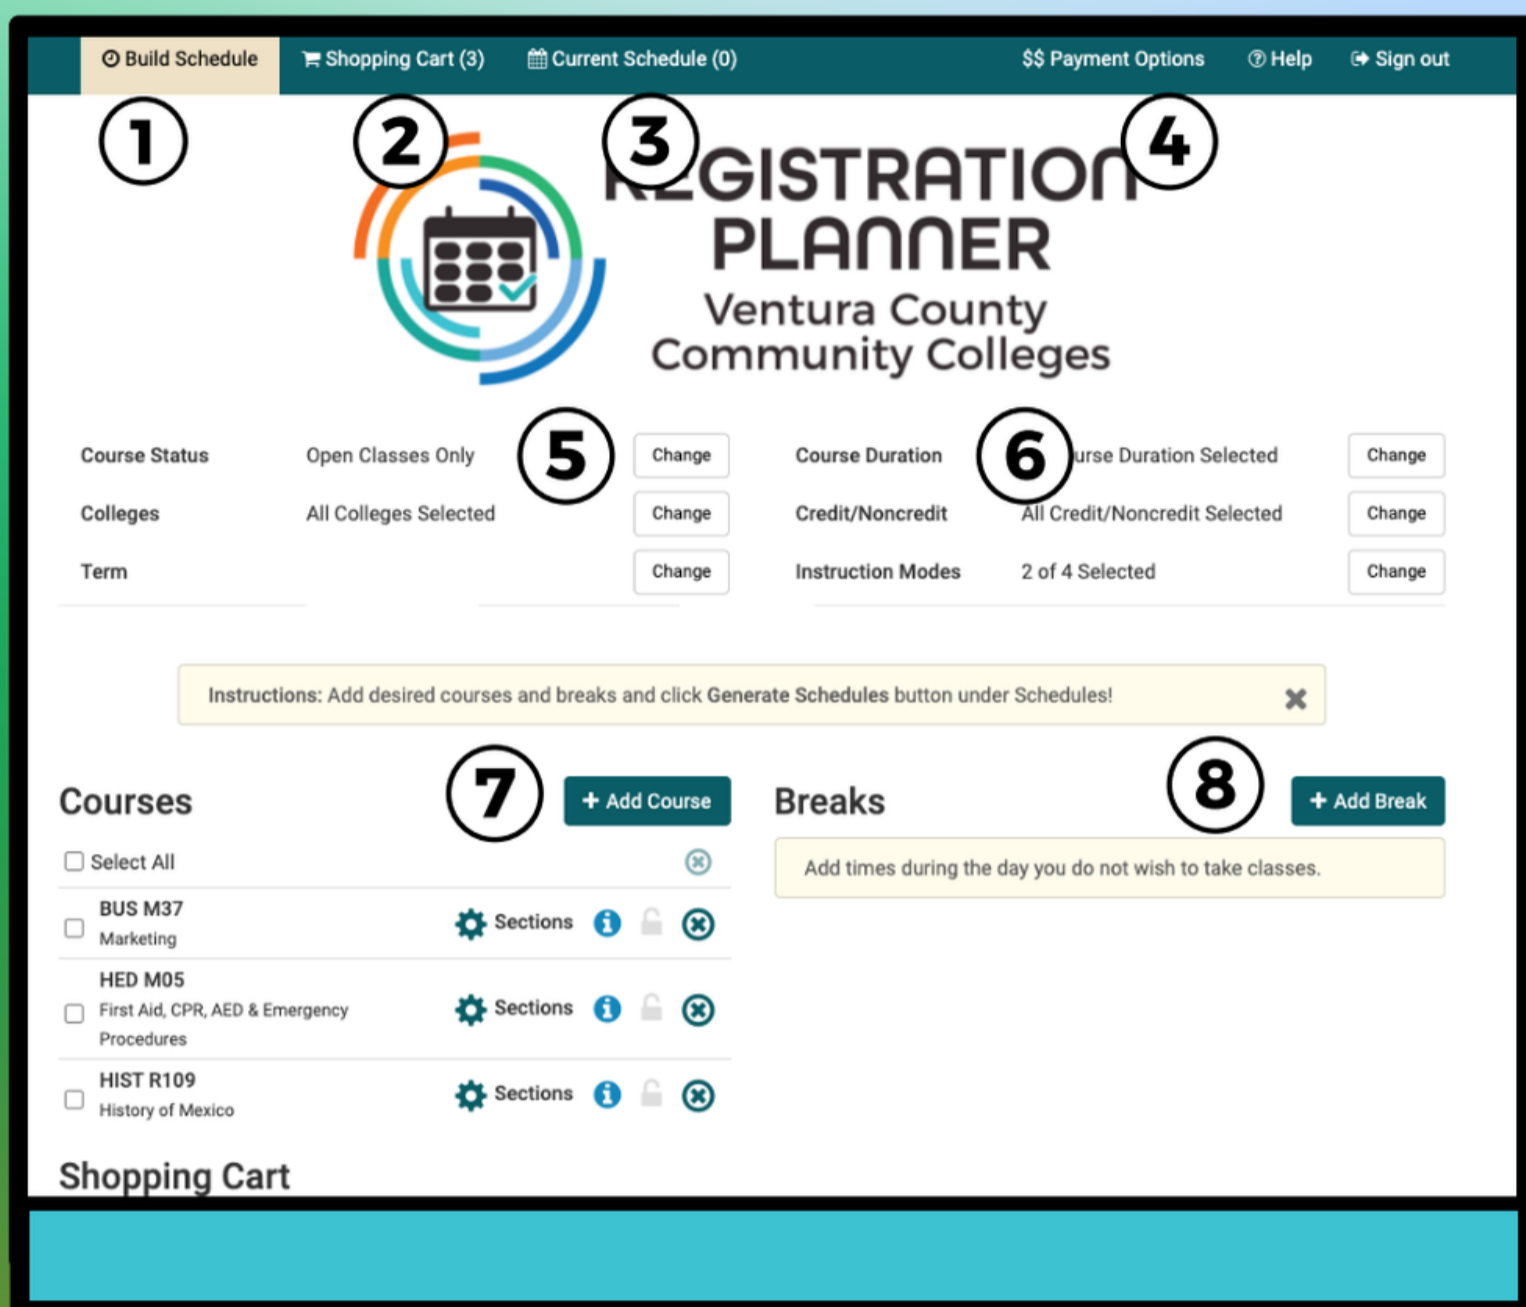 Build Schedule
Shopping Cart (3)
Current Schedule (0)
$$ Payment Options
Help
Sign out
1
2
3
4
REGISTRATION
PLANNER
Ventura County
Community Colleges
5
6
Course Status Open Classes Only Change
Course Duration urse Duration Selected Change
Colleges All Colleges Selected Change
Credit/Noncredit All Credit/Noncredit Selected Change
Term Change
Instruction Modes 2 of 4 Selected Change
Instructions: Add desired courses and breaks and click Generate Schedules button under Schedules!
7
8
Courses + Add Course
Breaks + Add Break
Select All
Add times during the day you do not wish to take classes.
BUS M37
Marketing
Sections
HED M05
First Aid, CPR, AED & Emergency
Procedures
Sections
HIST R109
History of Mexico
Sections
Shopping Cart